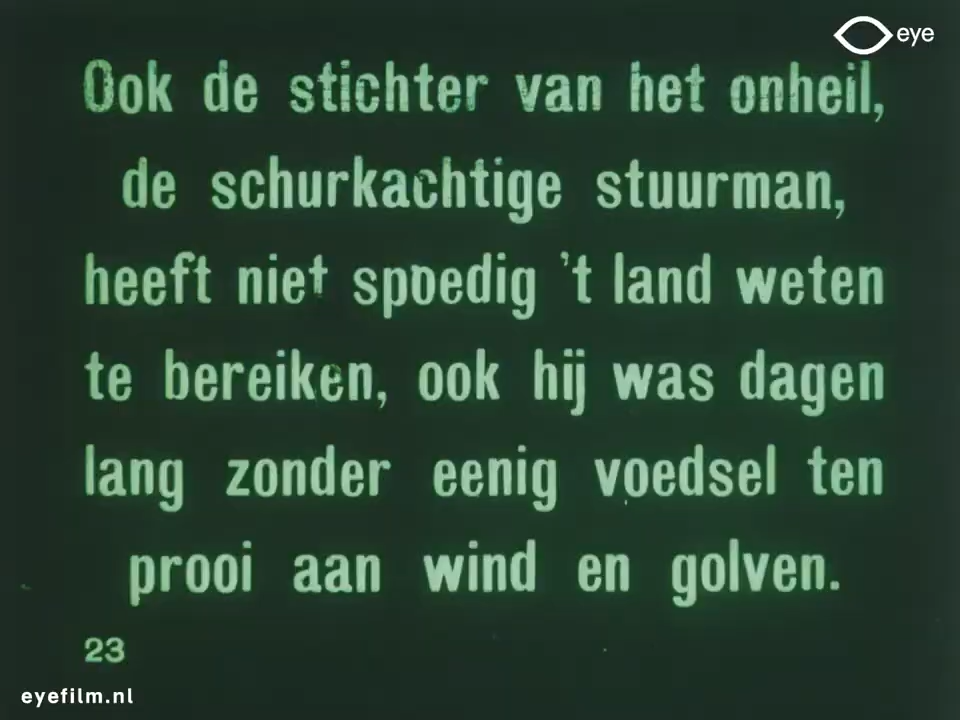 eye
Ook de stichter van het onheil,
de schurkachtige stuurman,
heeft niet spoedig 't land weten
te bereiken, ook hij was dagen
lang zonder eenig voedsel ten
prooi aan wind en golven.
23
eyefilm.nl